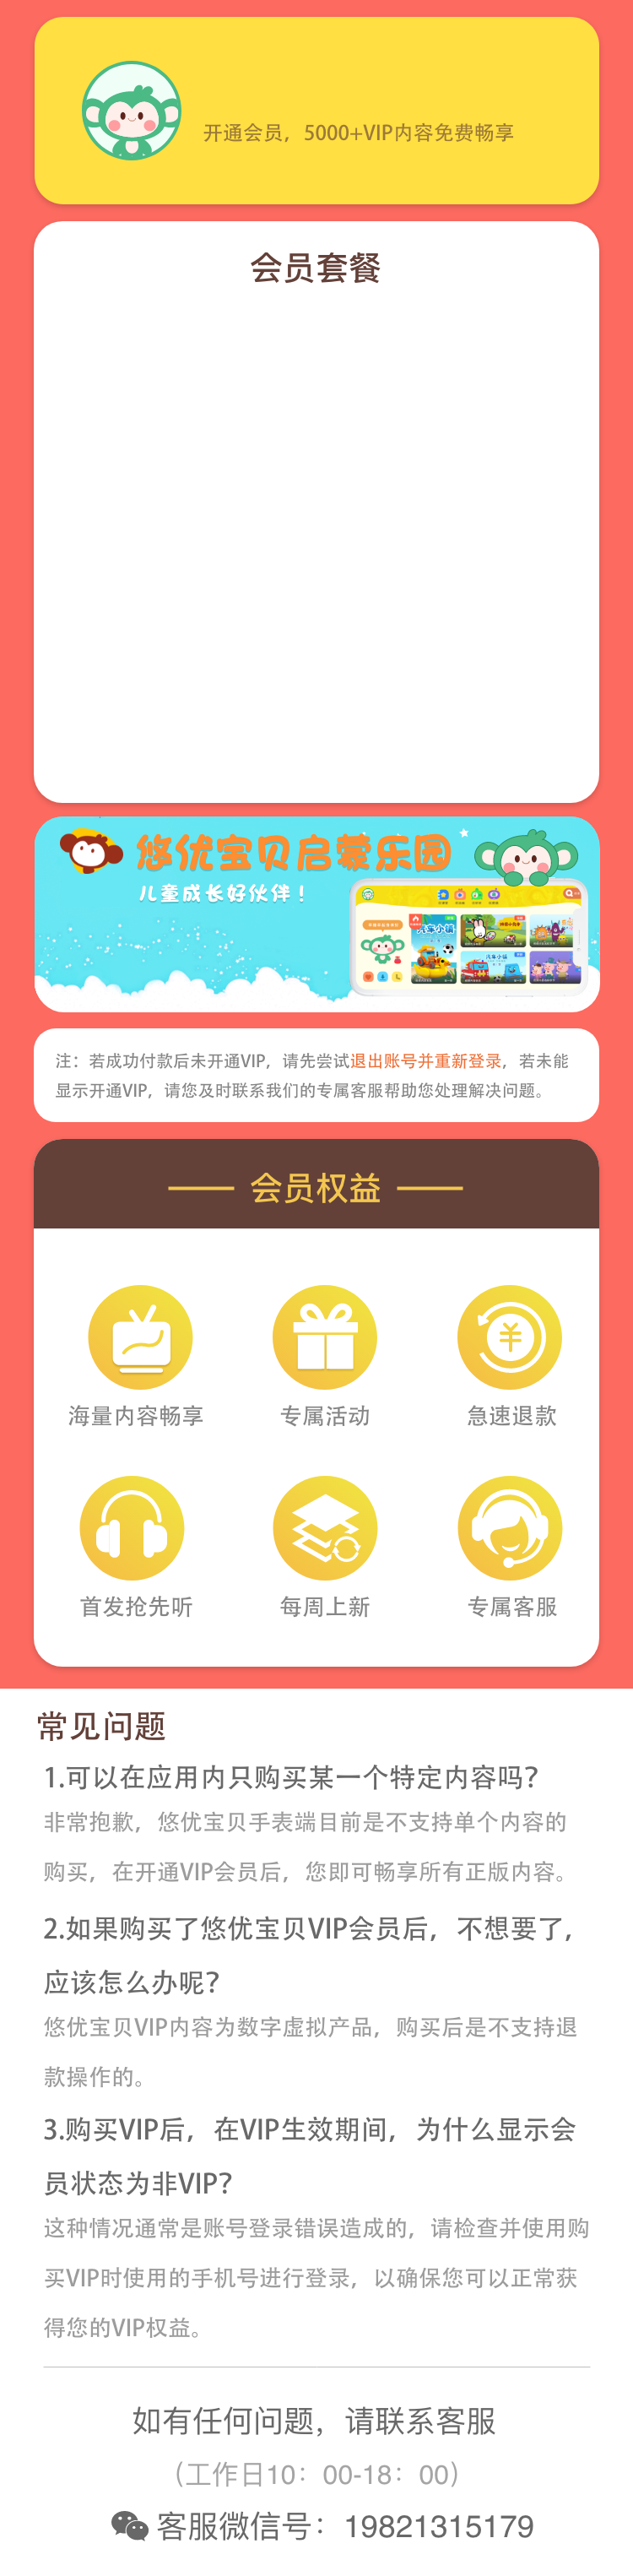 开通会员，5000+VIP内容免费畅享
会员套餐
悠优宝贝启蒙乐园
儿童成长好伙伴！
汽车小镇
汽车小镇
注：若成功付款后未开通VIP，请先尝试退出账号并重新登录，若未能
显示开通VIP，请您及时联系我们的专属客服帮助您处理解决问题。
会员权益
海量内容畅享
专属活动
急速退款
首发抢先听
每周上新
专属客服
常见问题
1.可以在应用内只购买某一个特定内容吗？
非常抱歉，悠优宝贝手表端目前是不支持单个内容的
购买，在开通VIP会员后，您即可畅享所有正版内容。
2.如果购买了悠优宝贝VIP会员后，不想要了，
应该怎么办呢？
悠优宝贝VIP内容为数字虚拟产品，购买后是不支持退
款操作的。
3.购买VIP后，在VIP生效期间，为什么显示会
员状态为非VIP？
这种情况通常是账号登录错误造成的，请检查并使用购
买VIP时使用的手机号进行登录，以确保您可以正常获
得您的VIP权益。
如有任何问题，请联系客服
（工作日10：00-18：00）
客服微信号：19821315179